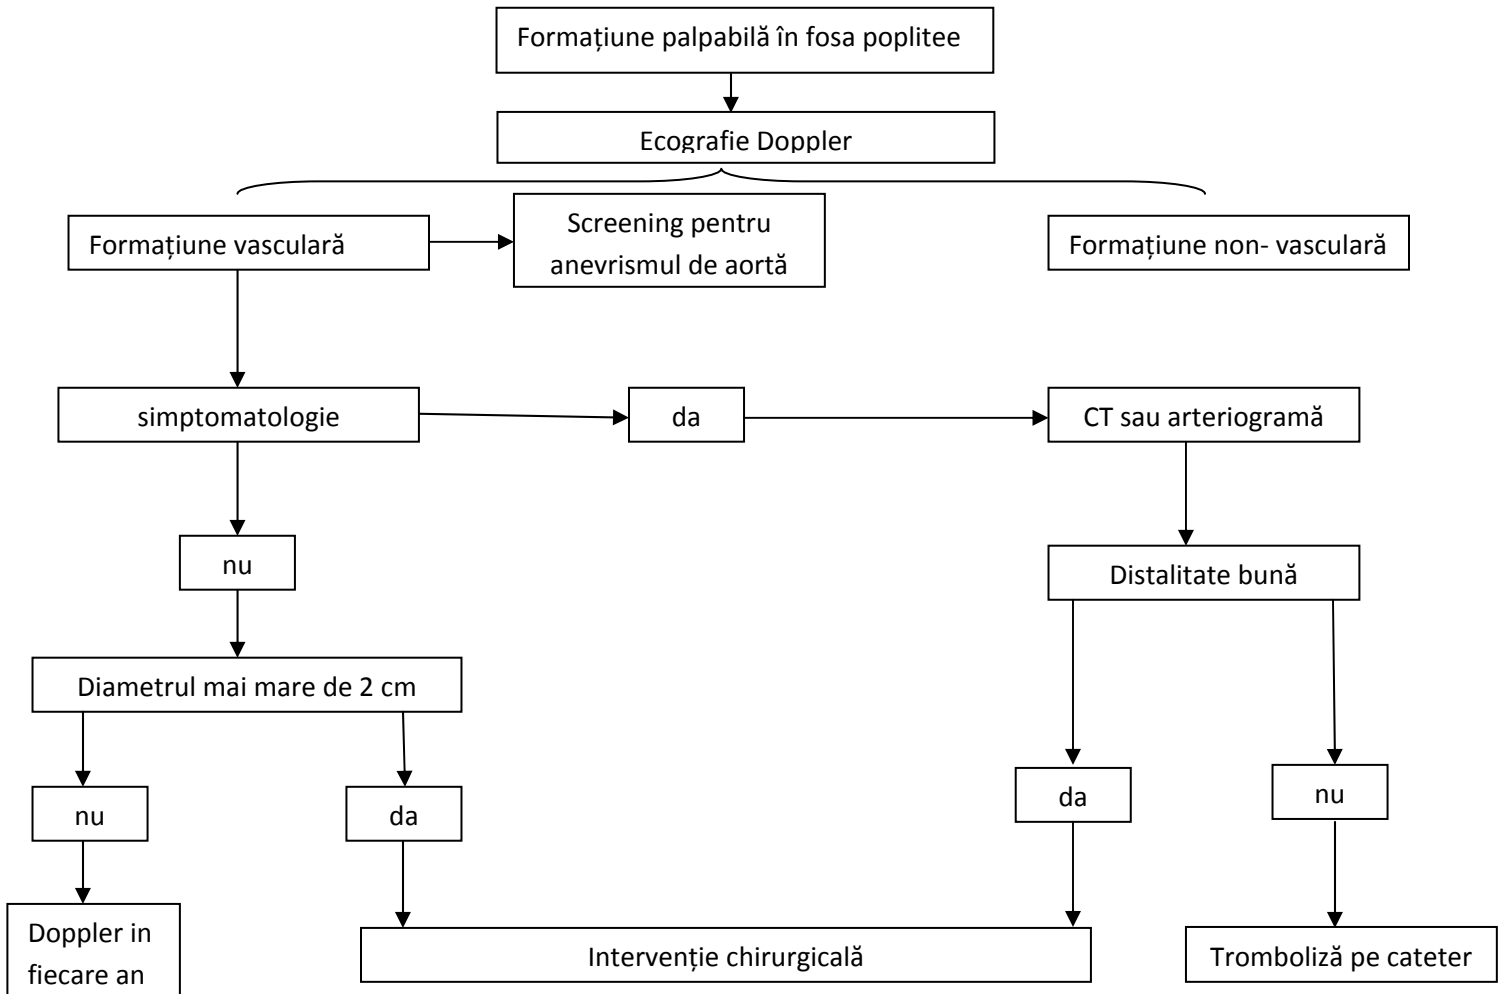 Formațiune palpabilă în fosa poplitee
Ecografie Doppler
Formațiune vasculară
Screening pentru
anevrismul de aortă
Formațiune non- vasculară
simptomatologie
da
CT sau arteriogramă
nu
Distalitate bună
Diametrul mai mare de 2 cm
nu
da
da
nu
Doppler in
fiecare an
Intervenție chirurgicală
Tromboliză pe cateter